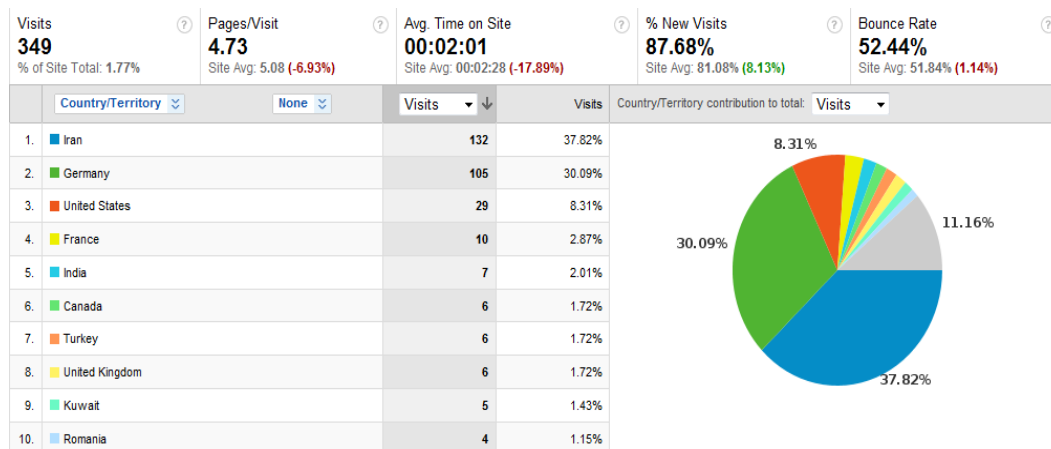 Visits ?
349
% of Site Total: 1.77%
Pages/Visit ?
4.73
Site Avg: 5.08 (-6.93%)
Avg. Time on Site ?
00:02:01
Site Avg: 00:02:28 (-17.89%)
% New Visits ?
87.68%
Site Avg: 81.08% (8.13%)
Bounce Rate ?
52.44%
Site Avg: 51.84% (1.14%)
Country/Territory None Visits Visits Country/Territory contribution to total: Visits
1. Iran 132 37.82%
2. Germany 105 30.09%
3. United States 29 8.31%
4. France 10 2.87%
5. India 7 2.01%
6. Canada 6 1.72%
7. Turkey 6 1.72%
8. United Kingdom 6 1.72%
9. Kuwait 5 1.43%
10. Romania 4 1.15%
8.31%
11.16%
30.09%
37.82%